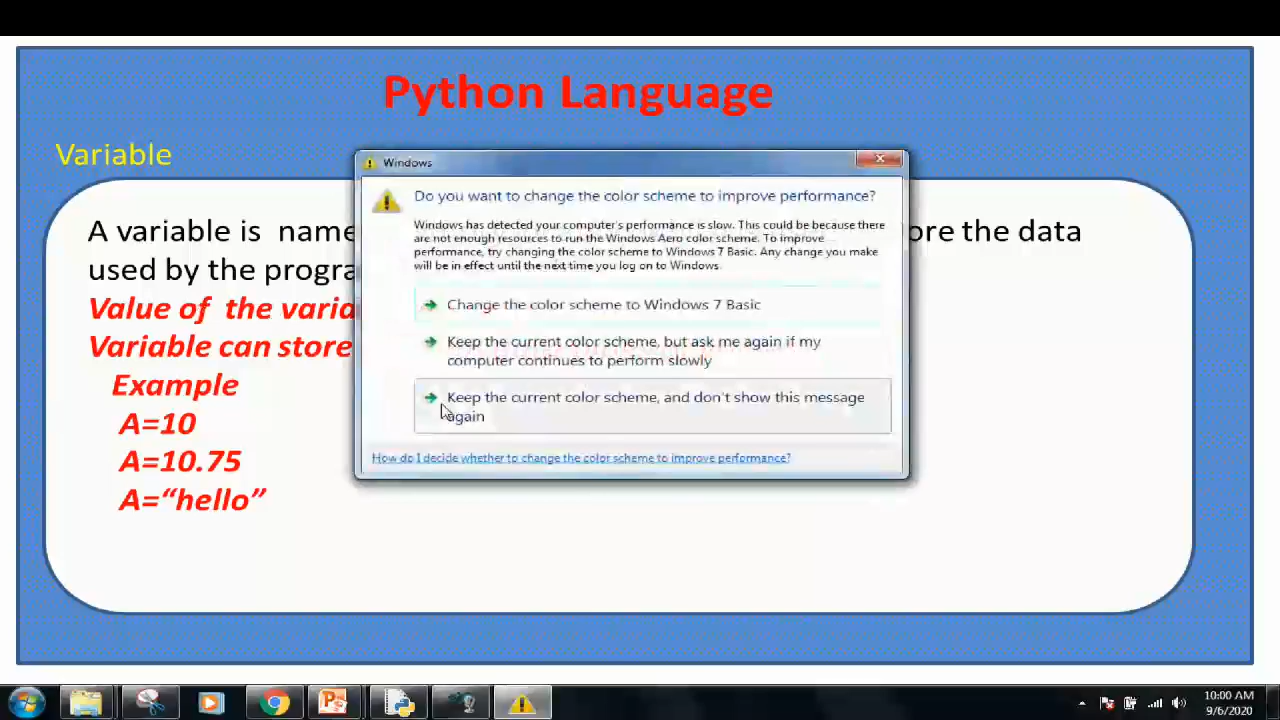 Python Language
Variable
A variable is name
ore the data
used by the progra
Value of the varia
Variable can store
Example
A=10
A=10.75
A=“hello”
Windows
Do you want to change the color scheme to improve performance?
Windows has detected your computer's performance is slow. This could be because there
are not enough resources to run the Windows Aero color scheme. To improve
performance, try changing the color scheme to Windows 7 Basic. Any change you make
will be in effect until the next time you log on to Windows.
Change the color scheme to Windows 7 Basic
Keep the current color scheme, but ask me again if my
computer continues to perform slowly
Keep the current color scheme, and don't show this message
again
How do I decide whether to change the color scheme to improve performance?
10:00 AM
9/6/2020